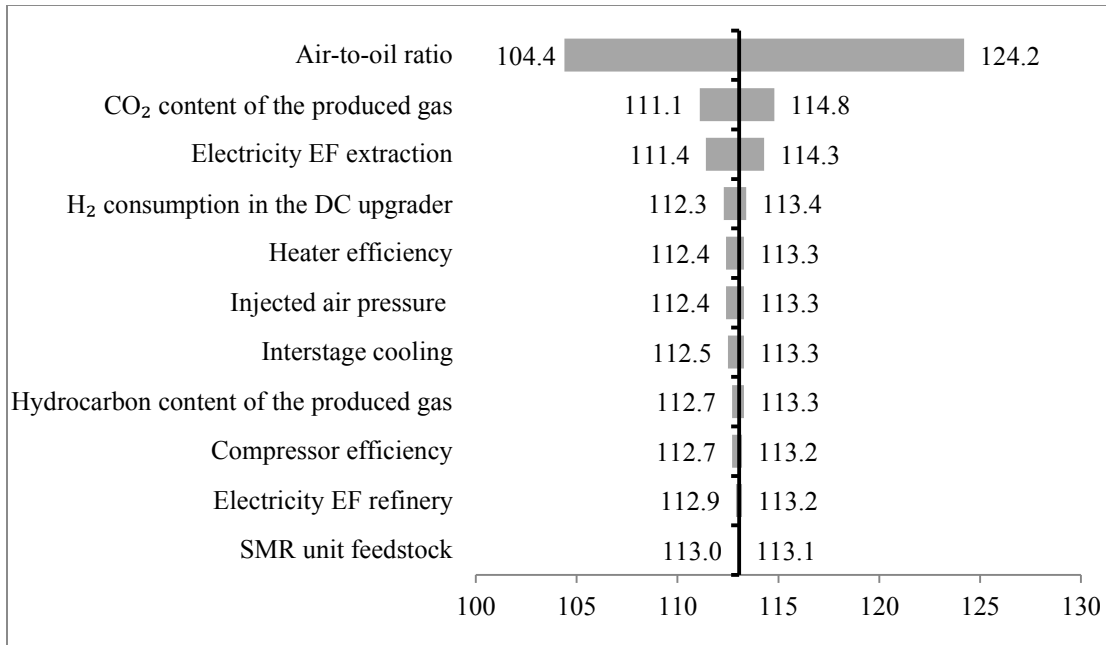 Air-to-oil ratio 104.4 124.2
CO₂ content of the produced gas 111.1 114.8
Electricity EF extraction 111.4 114.3
H₂ consumption in the DC upgrader 112.3 113.4
Heater efficiency 112.4 113.3
Injected air pressure 112.4 113.3
Interstage cooling 112.5 113.3
Hydrocarbon content of the produced gas 112.7 113.3
Compressor efficiency 112.7 113.2
Electricity EF refinery 112.9 113.2
SMR unit feedstock 113.0 113.1
100 105 110 115 120 125 130